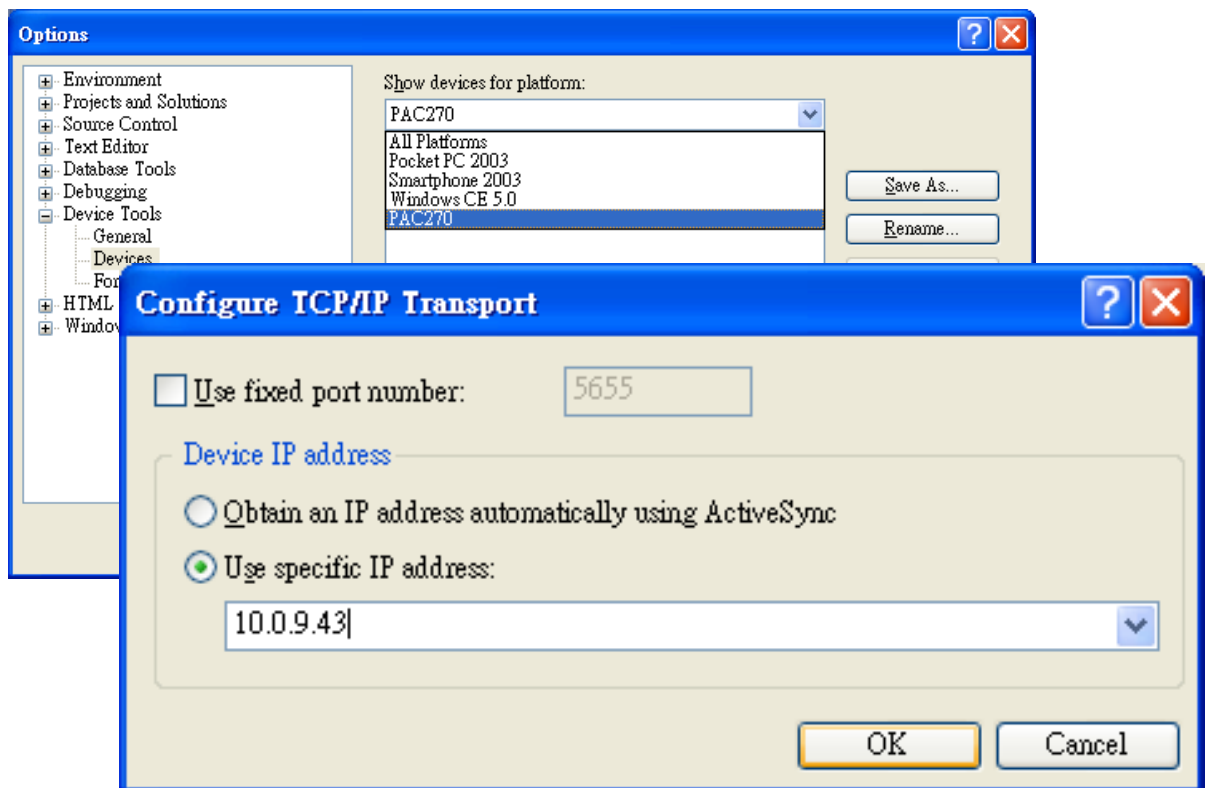 Options
Environment
Projects and Solutions
Source Control
Text Editor
Database Tools
Debugging
Device Tools
General
Devices
For
HTML
Window
Show devices for platform:
PAC270
All Platforms
Pocket PC 2003
Smartphone 2003
Windows CE 5.0
PAC270
Save As...
Rename...
Configure TCP/IP Transport
Use fixed port number:
5655
Device IP address
Obtain an IP address automatically using ActiveSync
Use specific IP address:
10.0.9.43
OK
Cancel